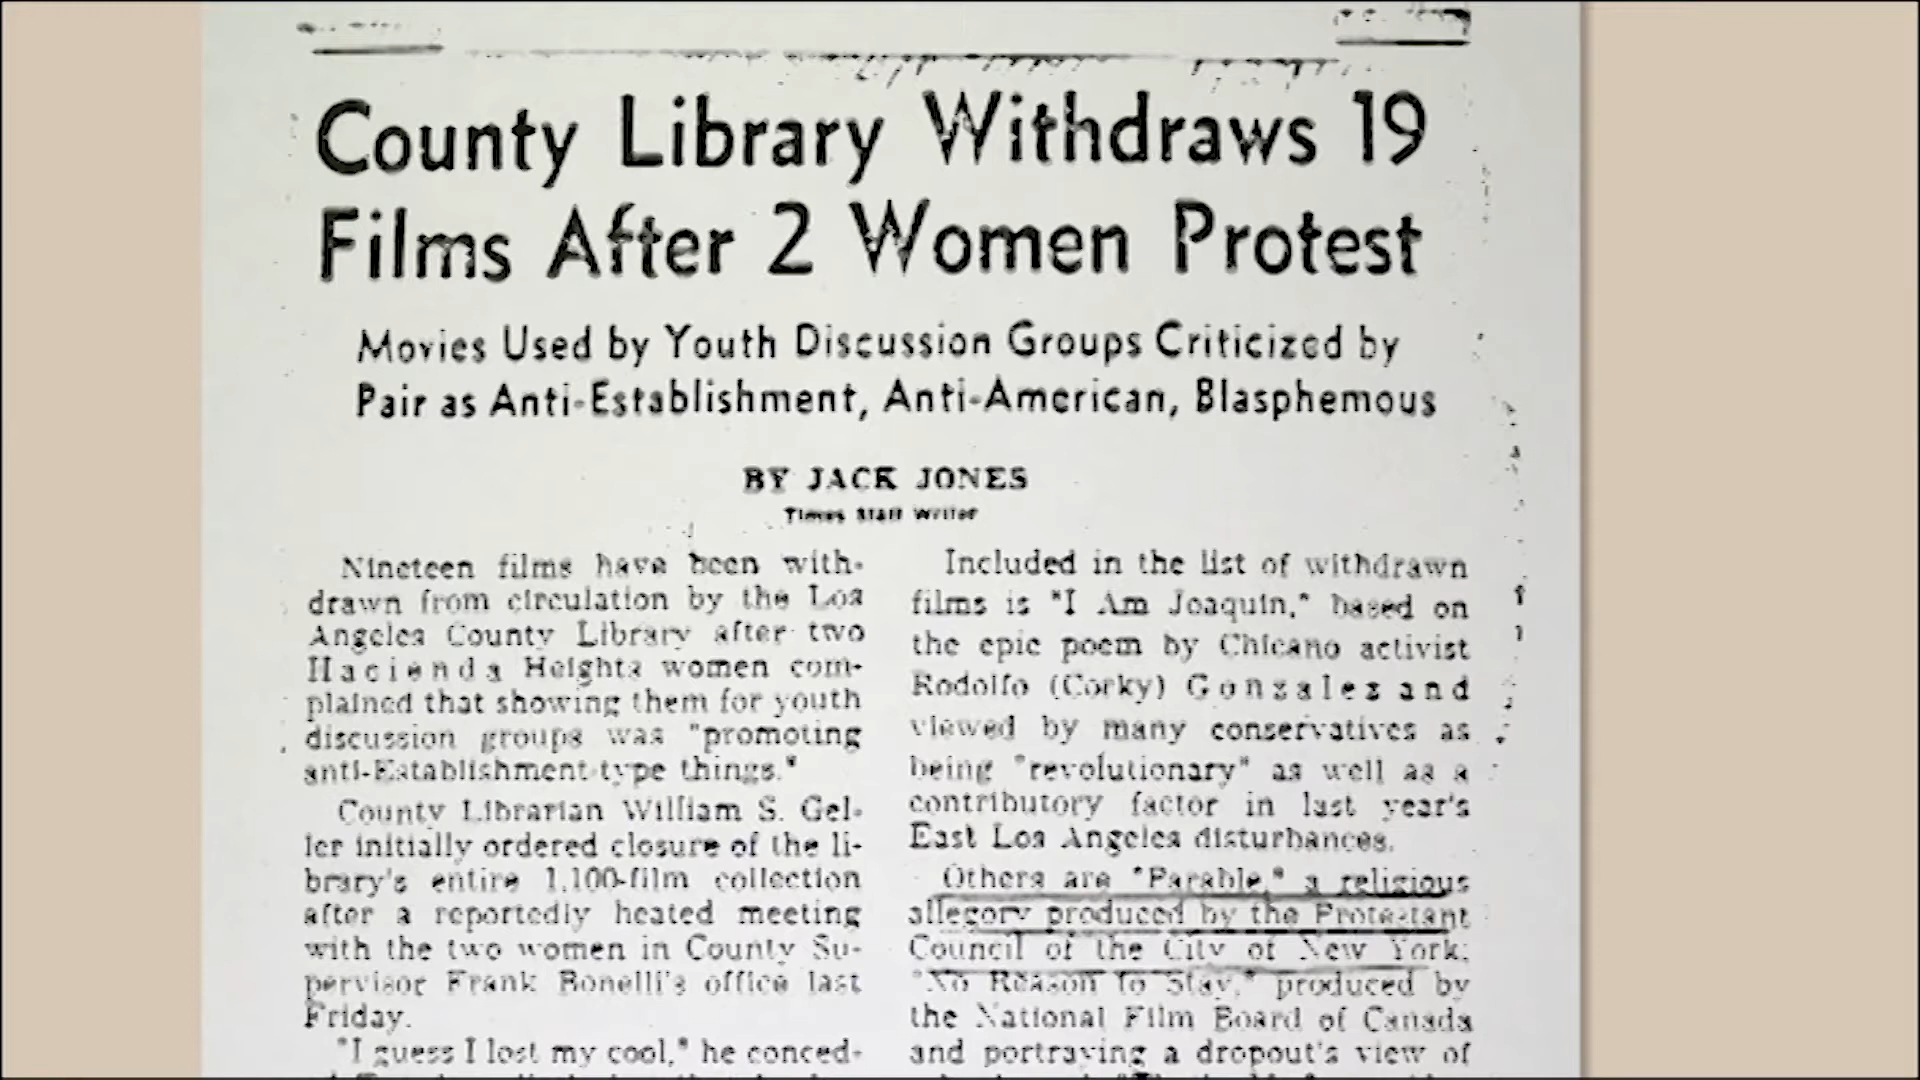 County Library Withdraws 19
Films After 2 Women Protest
Movies Used by Youth Discussion Groups Criticized by
Pair as Anti-Establishment, Anti-American, Blasphemous
BY JACK JONES
Times Staff Writer
Nineteen films have been with-
drawn from circulation by the Los
Angeles County Library after two
Hacienda Heights women com-
plained that showing them for youth
discussion groups was "promoting
anti-Establishment-type things."
County Librarian William S. Gel-
ler initially ordered closure of the li-
brary's entire 1,100-film collection
after a reportedly heated meeting
with the two women in County Su-
pervisor Frank Bonelli's office last
Friday.
"I guess I lost my cool," he conced-
Included in the list of withdrawn
films is "I Am Joaquin," based on
the epic poem by Chicano activist
Rodolfo (Corky) Gonzales and
viewed by many conservatives as
being "revolutionary" as well as a
contributory factor in last year's
East Los Angeles disturbances.
Others are "Parable," a religious
allegory produced by the Protestant
Council of the City of New York;
"No Reason to Stay," produced by
the National Film Board of Canada
and portraying a dropout's view of